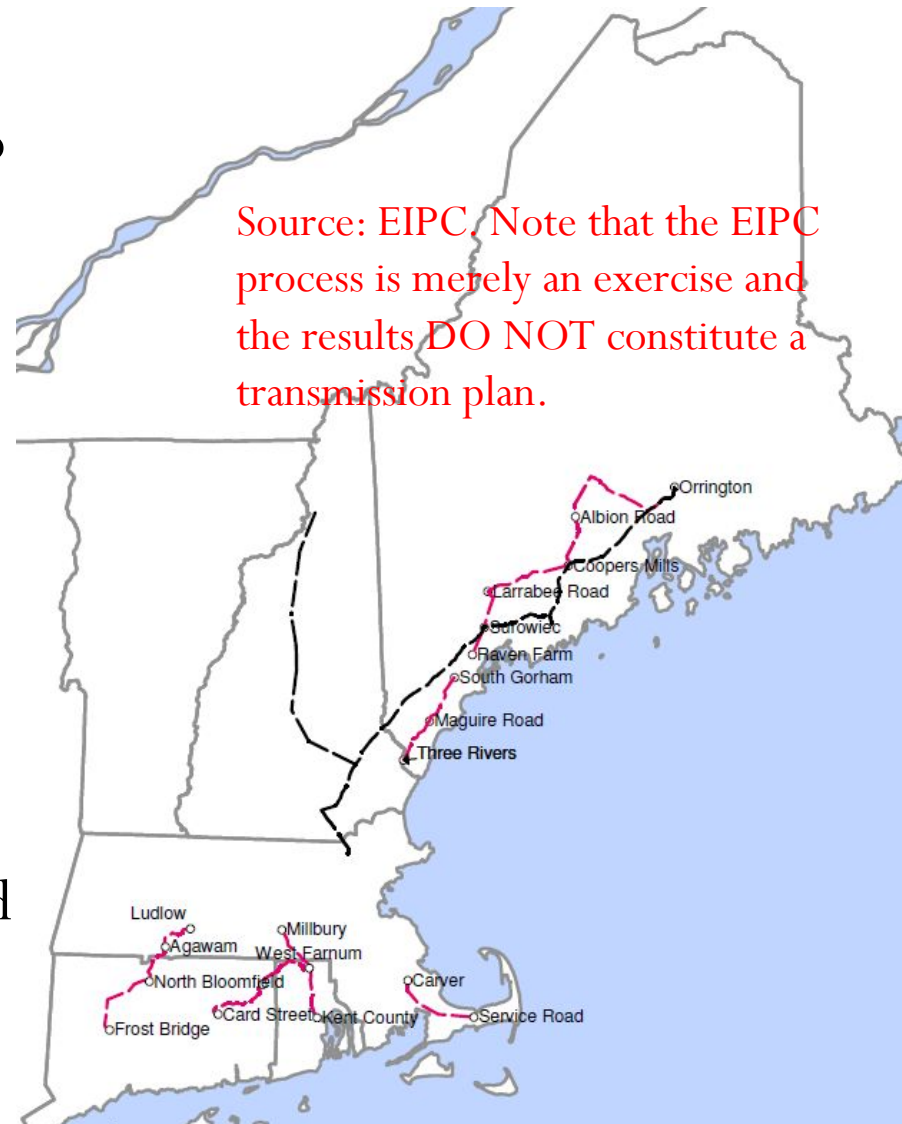 Source: EIPC. Note that the EIPC
process is merely an exercise and
the results DO NOT constitute a
transmission plan.
Orrington
Albion Road
Coopers Mills
Larrabee Road
Surowiec
Raven Farm
South Gorham
Maguire Road
Three Rivers
Ludlow
Millbury
Agawam
West Farnum
North Bloomfield
Carver
Card Street
Kent County
Service Road
Frost Bridge